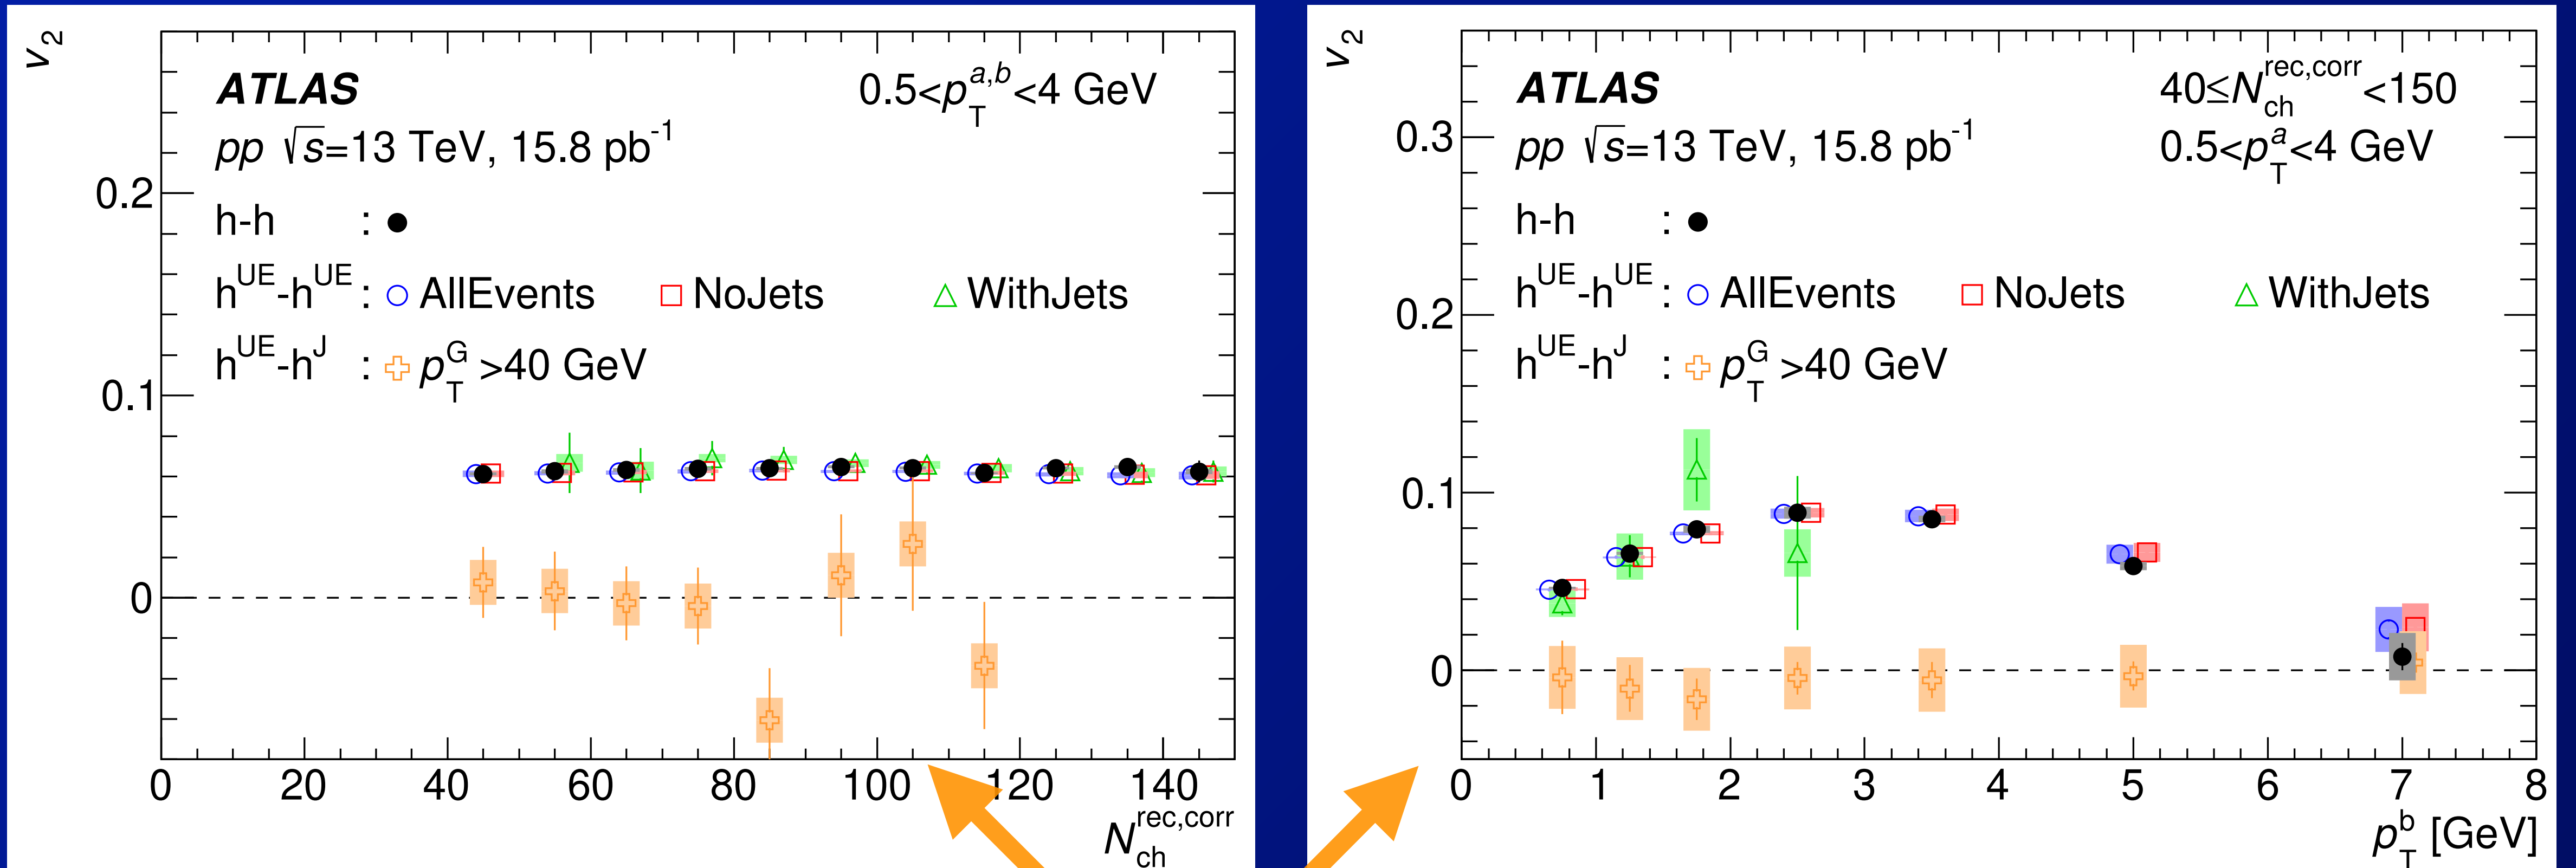 v2
ATLAS
0.5<p_T^{a,b}<4 GeV
pp √s=13 TeV, 15.8 pb^{-1}
h-h : ●
h^{UE}-h^{UE} : ○ AllEvents □ NoJets △ WithJets
h^{UE}-h^{J} : p_T^{G} >40 GeV
0.2
0.1
0
0 20 40 60 80 100 120 140
N_{ch}^{rec,corr}
v2
ATLAS
40≤N_{ch}^{rec,corr}<150
pp √s=13 TeV, 15.8 pb^{-1}
0.5<p_T^{a}<4 GeV
h-h : ●
h^{UE}-h^{UE} : ○ AllEvents □ NoJets △ WithJets
h^{UE}-h^{J} : p_T^{G} >40 GeV
0.3
0.2
0.1
0
0 1 2 3 4 5 6 7 8
p_T^{b} [GeV]